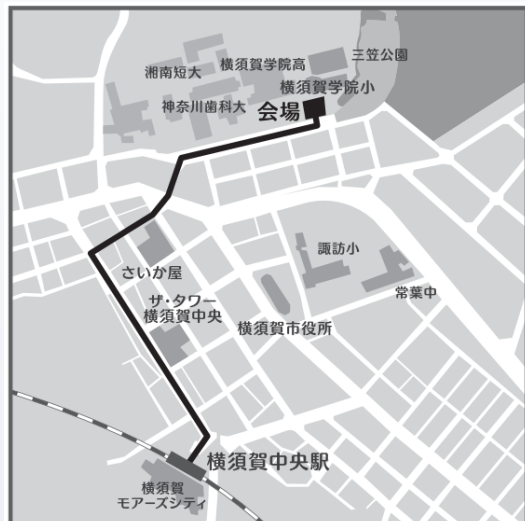 三笠公園
横須賀学院高
湘南短大
横須賀学院小
神奈川歯科大
会場
諏訪小
さいか屋
常葉中
ザ・タワー
横須賀中央
横須賀市役所
横須賀中央駅
横須賀
モアーズシティ